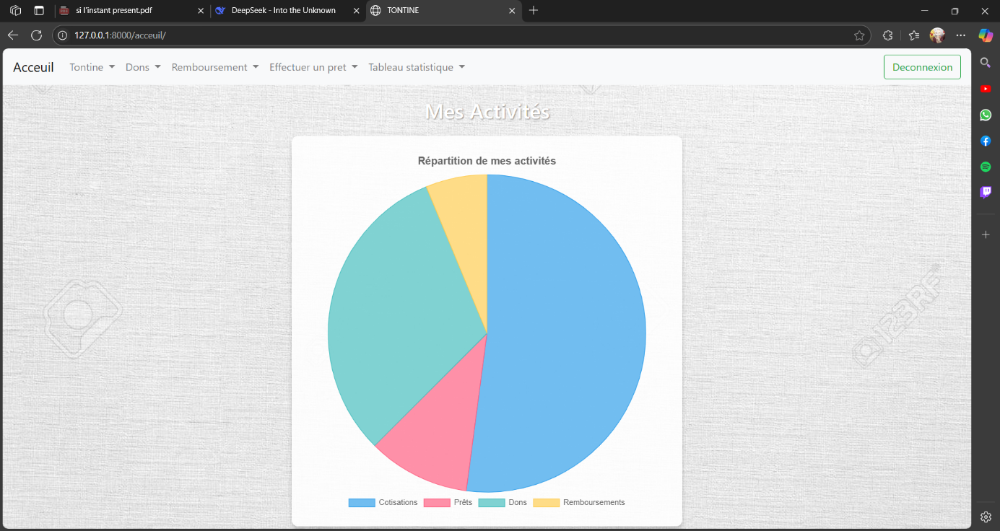 si l'instant present.pdf
DeepSeek - Into the Unknown
TONTINE
127.0.0.1:8000/acceuil/
Acceuil Tontine Dons Remboursement Effectuer un pret Tableau statistique Deconnexion
Mes Activités
Répartition de mes activités
123RF
Cotisations Prêts Dons Remboursements